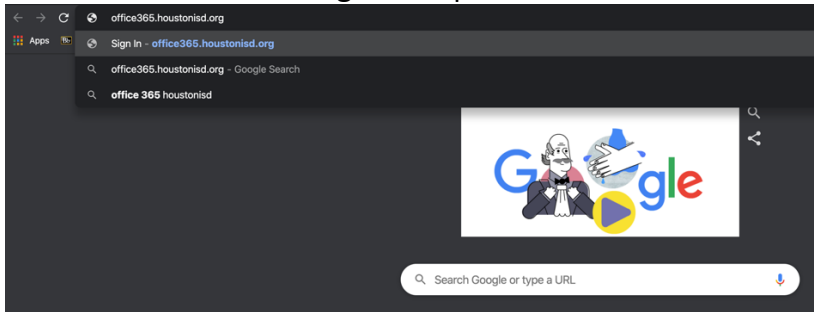 office365.houstonisd.org
Apps
Sign In - office365.houstonisd.org
office365.houstonisd.org - Google Search
office 365 houstonisd
Google
Search Google or type a URL